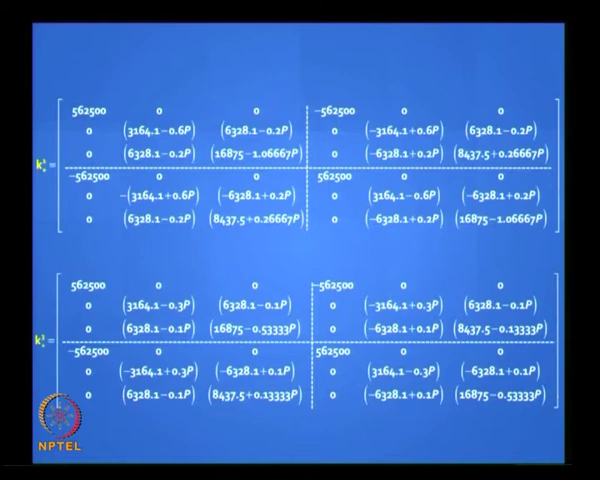 562500 0 0 −562500 0 0
0 (3164.1−0.6P) (6328.1−0.2P) 0 (−3164.1+0.6P) (6328.1−0.2P)
0 (6328.1−0.2P) (16875−1.06667P) 0 (−6328.1+0.2P) (8437.5+0.26667P)
−562500 0 0 562500 0 0
0 −(3164.1+0.6P) (−6328.1+0.2P) 0 (3164.1−0.6P) (−6328.1+0.2P)
0 (6328.1−0.2P) (8437.5+0.26667P) 0 (−6328.1+0.2P) (16875−1.06667P)
562500 0 0 −562500 0 0
0 (3164.1−0.3P) (6328.1−0.1P) 0 (−3164.1+0.3P) (6328.1−0.1P)
0 (6328.1−0.1P) (16875−0.53333P) 0 (−6328.1+0.1P) (8437.5−0.13333P)
−562500 0 0 562500 0 0
0 (−3164.1+0.3P) (−6328.1+0.1P) 0 (3164.1−0.3P) (−6328.1+0.1P)
0 (6328.1−0.1P) (8437.5+0.13333P) 0 (−6328.1+0.1P) (16875−0.53333P)
NPTEL